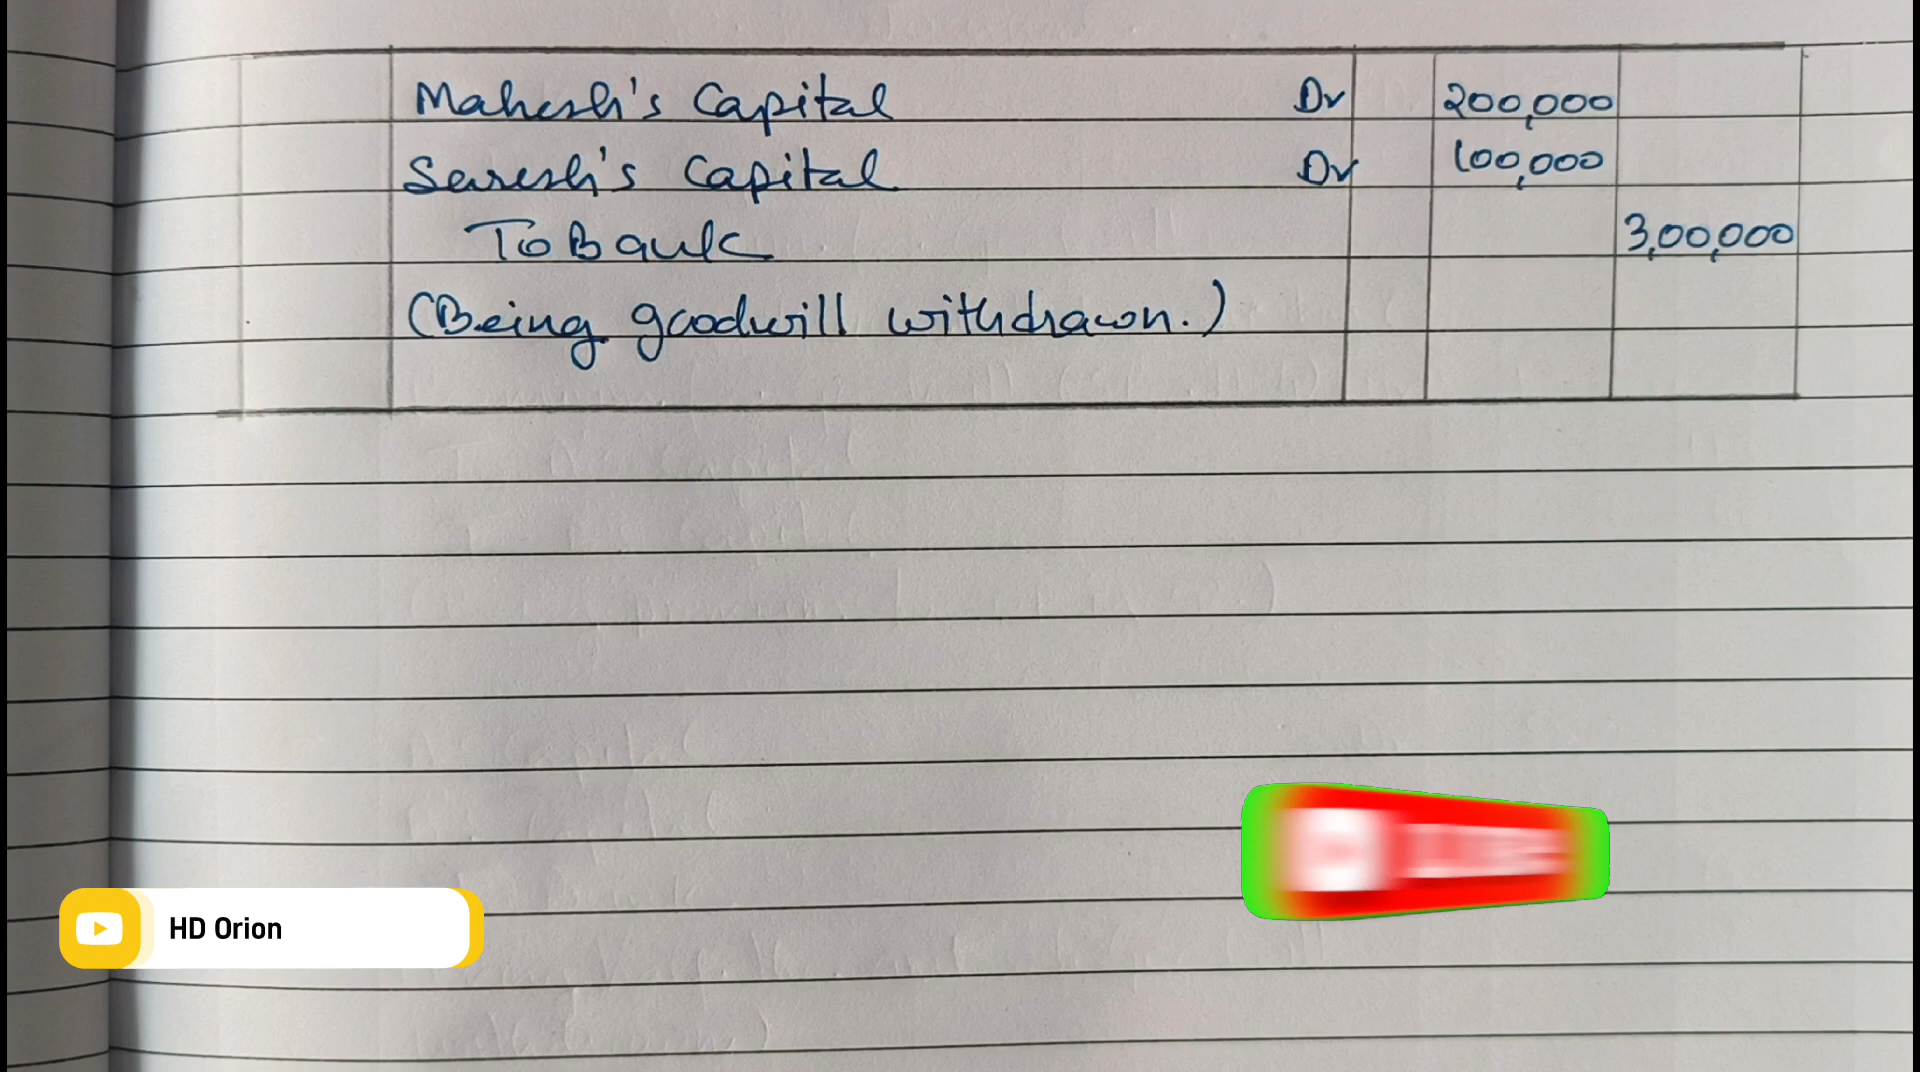 Mahesh's Capital Dr 200,000
Suresh's Capital Dr 100,000
To Bank 3,00,000
(Being goodwill withdrawn.)
HD Orion